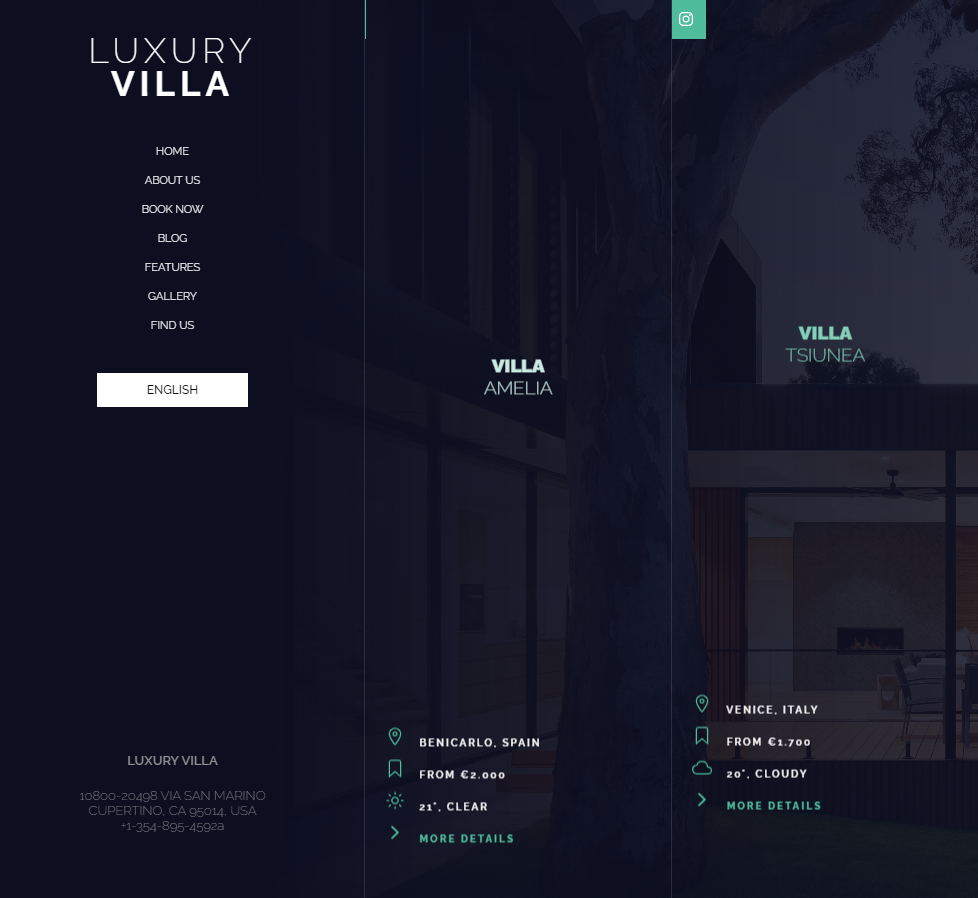 LUXURY
VILLA
HOME
ABOUT US
BOOK NOW
BLOG
FEATURES
GALLERY
FIND US
ENGLISH
LUXURY VILLA
10800-20498 VIA SAN MARINO
CUPERTINO, CA 95014, USA
+1-354-895-4592a
VILLA
AMELIA
BENICARLO, SPAIN
FROM €2.000
21°, CLEAR
MORE DETAILS
VILLA
TSIUNEA
VENICE, ITALY
FROM €1.700
20°, CLOUDY
MORE DETAILS